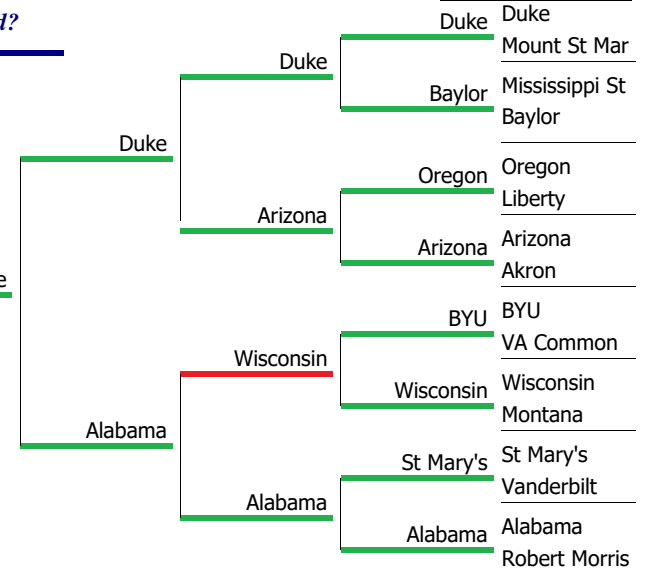 d?
Duke
Mount St Mar
Mississippi St
Baylor
Oregon
Liberty
Arizona
Akron
BYU
VA Common
Wisconsin
Montana
St Mary's
Vanderbilt
Alabama
Robert Morris
Duke
Baylor
Oregon
Arizona
BYU
Wisconsin
St Mary's
Alabama
Duke
Arizona
Wisconsin
Alabama
Duke
Alabama
e